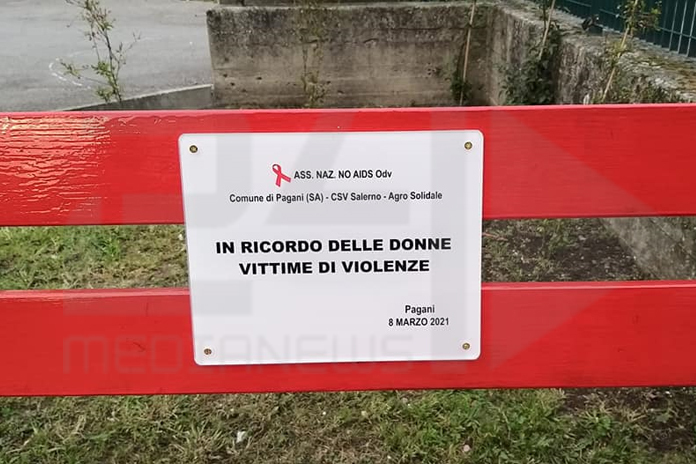 ASS. NAZ. NO AIDS Odv
Comune di Pagani (SA) - CSV Salerno - Agro Solidale
IN RICORDO DELLE DONNE
VITTIME DI VIOLENZE
Pagani
8 MARZO 2021
MEDIANEWS